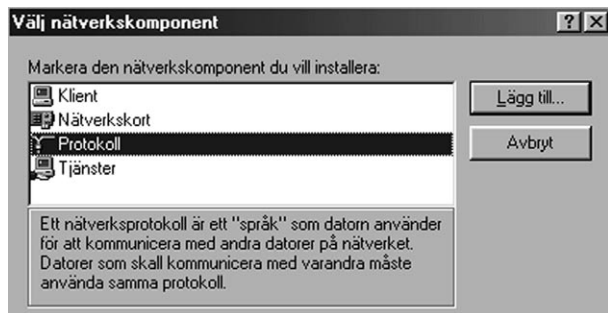 Välj nätverkskomponent
Markera den nätverkskomponent du vill installera:
Klient
Nätverkskort
Protokoll
Tjänster
Lägg till...
Avbryt
Ett nätverksprotokoll är ett "språk" som datorn använder
för att kommunicera med andra datorer på nätverket.
Datorer som skall kommunicera med varandra måste
använda samma protokoll.